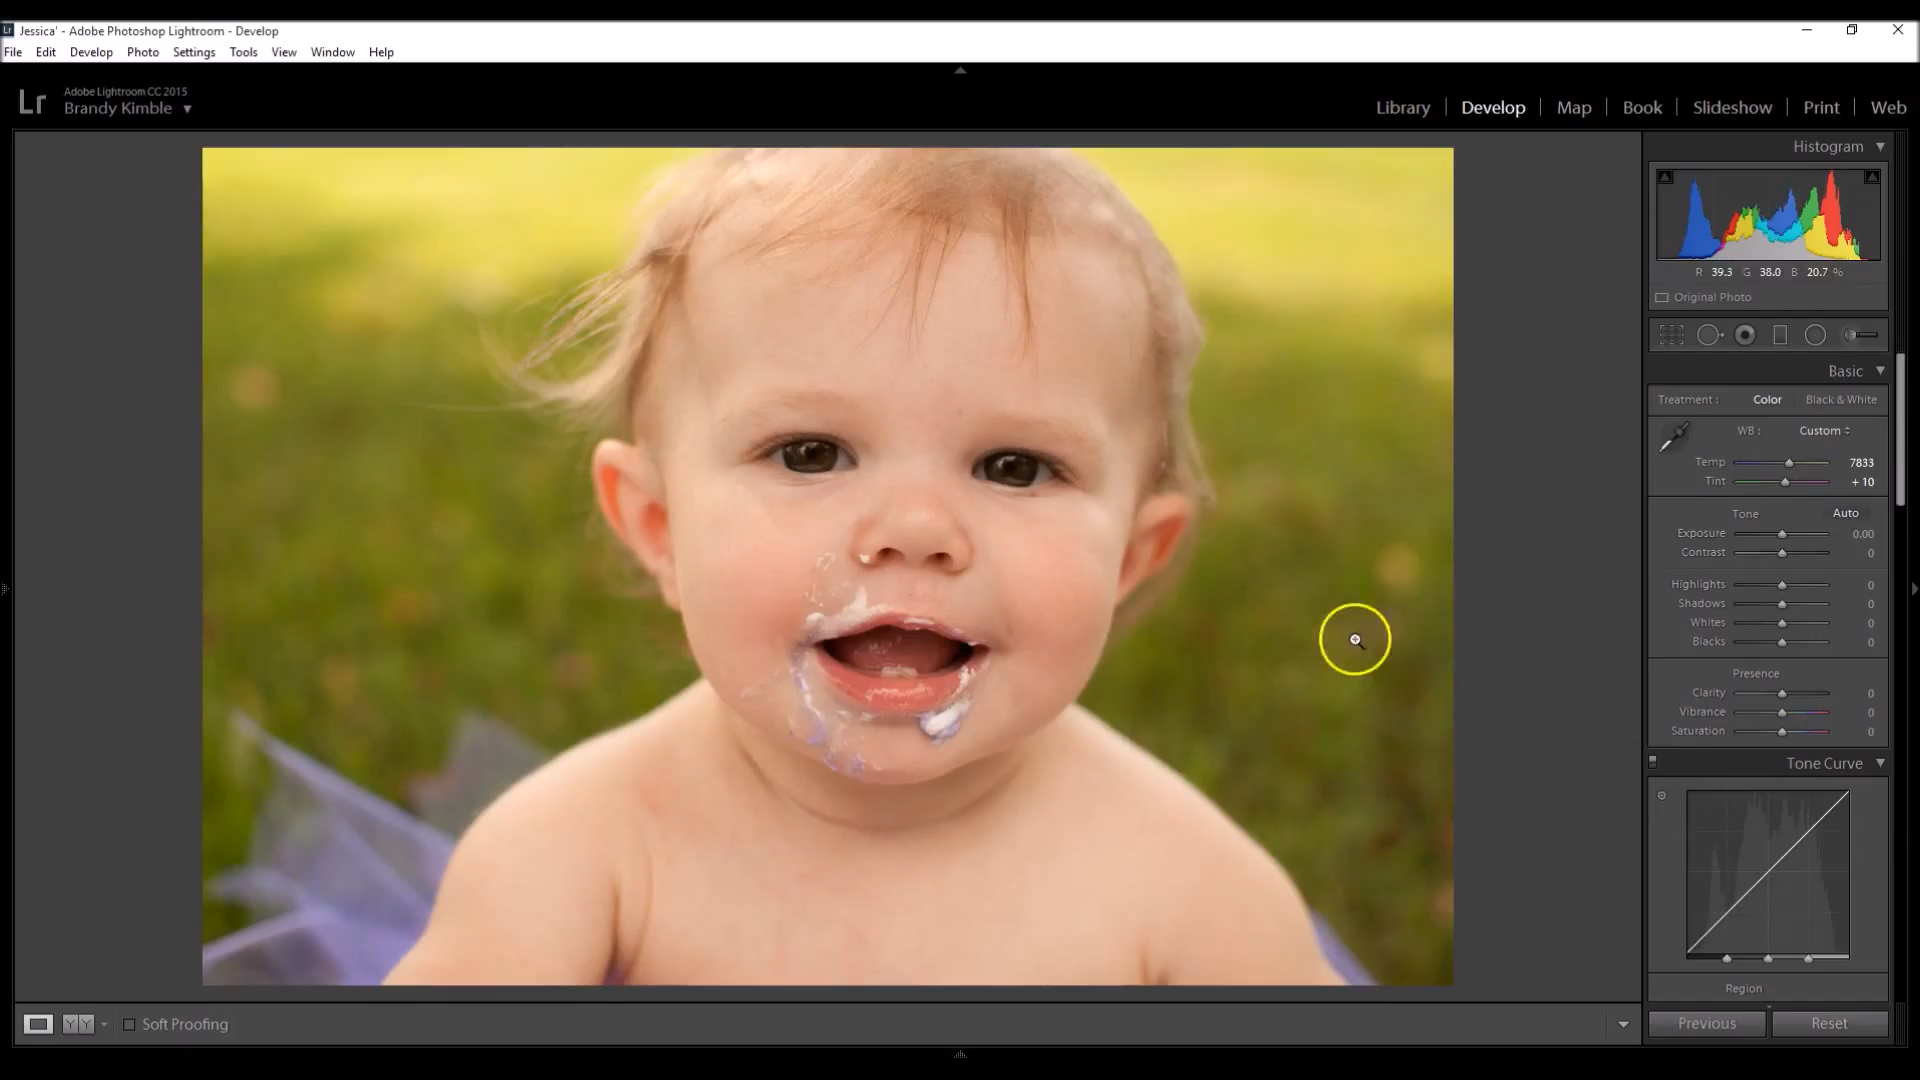 Lr Jessica' - Adobe Photoshop Lightroom - Develop
File Edit Develop Photo Settings Tools View Window Help
Lr Adobe Lightroom CC 2015
Brandy Kimble
Library | Develop | Map | Book | Slideshow | Print | Web
Histogram
R 39.3 G 38.0 B 20.7 %
Original Photo
Basic
Treatment : Color Black & White
WB : Custom
Temp 7833
Tint + 10
Tone Auto
Exposure 0.00
Contrast 0
Highlights 0
Shadows 0
Whites 0
Blacks 0
Presence
Clarity 0
Vibrance 0
Saturation 0
Tone Curve
Region
YY Soft Proofing
Previous Reset